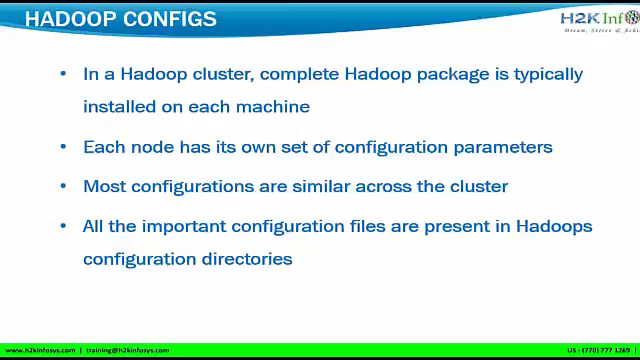 HADOOP CONFIGS
H2K Inf
Dream, Strive & Achi
• In a Hadoop cluster, complete Hadoop package is typically
installed on each machine
• Each node has its own set of configuration parameters
• Most configurations are similar across the cluster
• All the important configuration files are present in Hadoops
configuration directories
www.h2kinfosys.com | training@h2kinfosys.com
US - (770) 777 1269 |